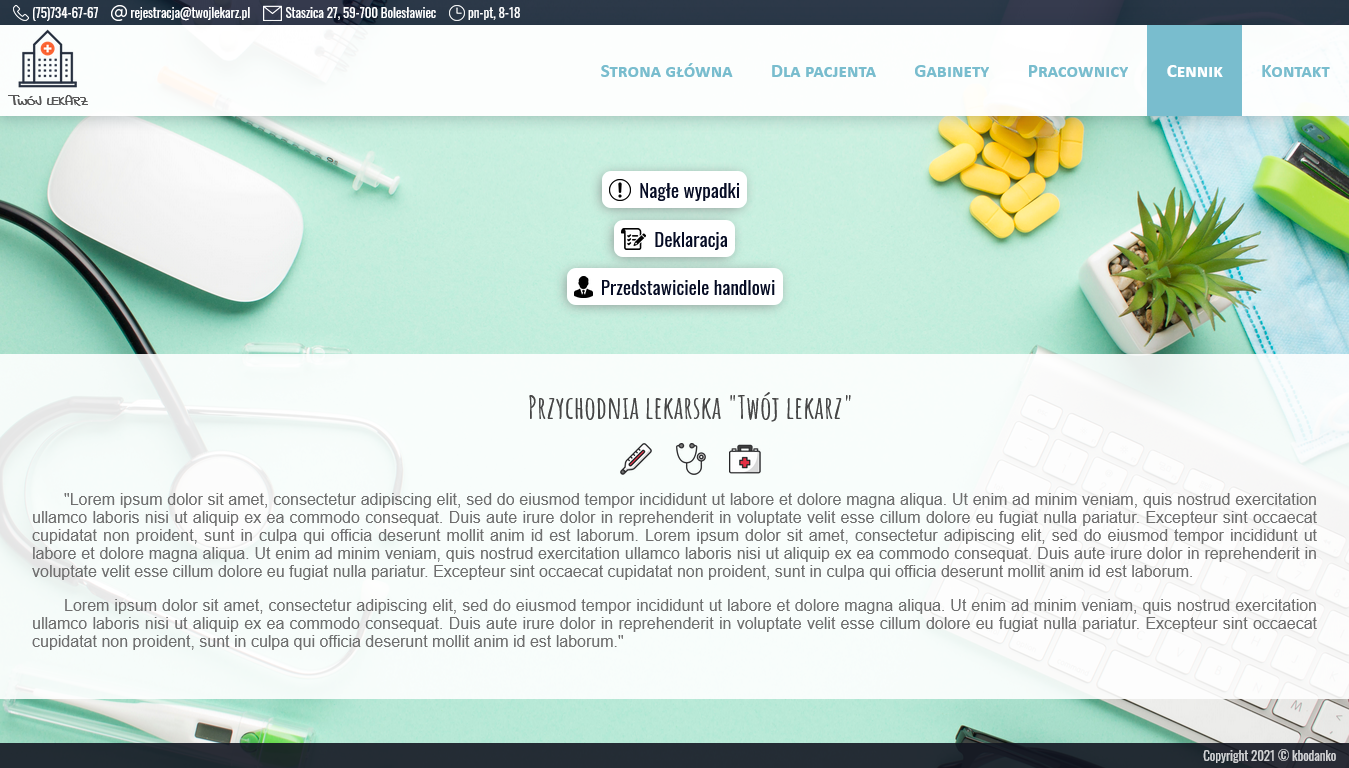 (75)734-67-67 rejestracja@twojlekarz.pl Staszica 27, 59-700 Bolesławiec pn-pt, 8-18
Twój lekarz
Strona główna Dla pacjenta Gabinety Pracownicy Cennik Kontakt
Nagłe wypadki
Deklaracja
Przedstawiciele handlowi
Przychodnia lekarska "Twój lekarz"
"Lorem ipsum dolor sit amet, consectetur adipiscing elit, sed do eiusmod tempor incididunt ut labore et dolore magna aliqua. Ut enim ad minim veniam, quis nostrud exercitation
ullamco laboris nisi ut aliquip ex ea commodo consequat. Duis aute irure dolor in reprehenderit in voluptate velit esse cillum dolore eu fugiat nulla pariatur. Excepteur sint occaecat
cupidatat non proident, sunt in culpa qui officia deserunt mollit anim id est laborum. Lorem ipsum dolor sit amet, consectetur adipiscing elit, sed do eiusmod tempor incididunt ut
labore et dolore magna aliqua. Ut enim ad minim veniam, quis nostrud exercitation ullamco laboris nisi ut aliquip ex ea commodo consequat. Duis aute irure dolor in reprehenderit in
voluptate velit esse cillum dolore eu fugiat nulla pariatur. Excepteur sint occaecat cupidatat non proident, sunt in culpa qui officia deserunt mollit anim id est laborum.
Lorem ipsum dolor sit amet, consectetur adipiscing elit, sed do eiusmod tempor incididunt ut labore et dolore magna aliqua. Ut enim ad minim veniam, quis nostrud exercitation
ullamco laboris nisi ut aliquip ex ea commodo consequat. Duis aute irure dolor in reprehenderit in voluptate velit esse cillum dolore eu fugiat nulla pariatur. Excepteur sint occaecat
cupidatat non proident, sunt in culpa qui officia deserunt mollit anim id est laborum."
Copyright 2021 © kbodanko